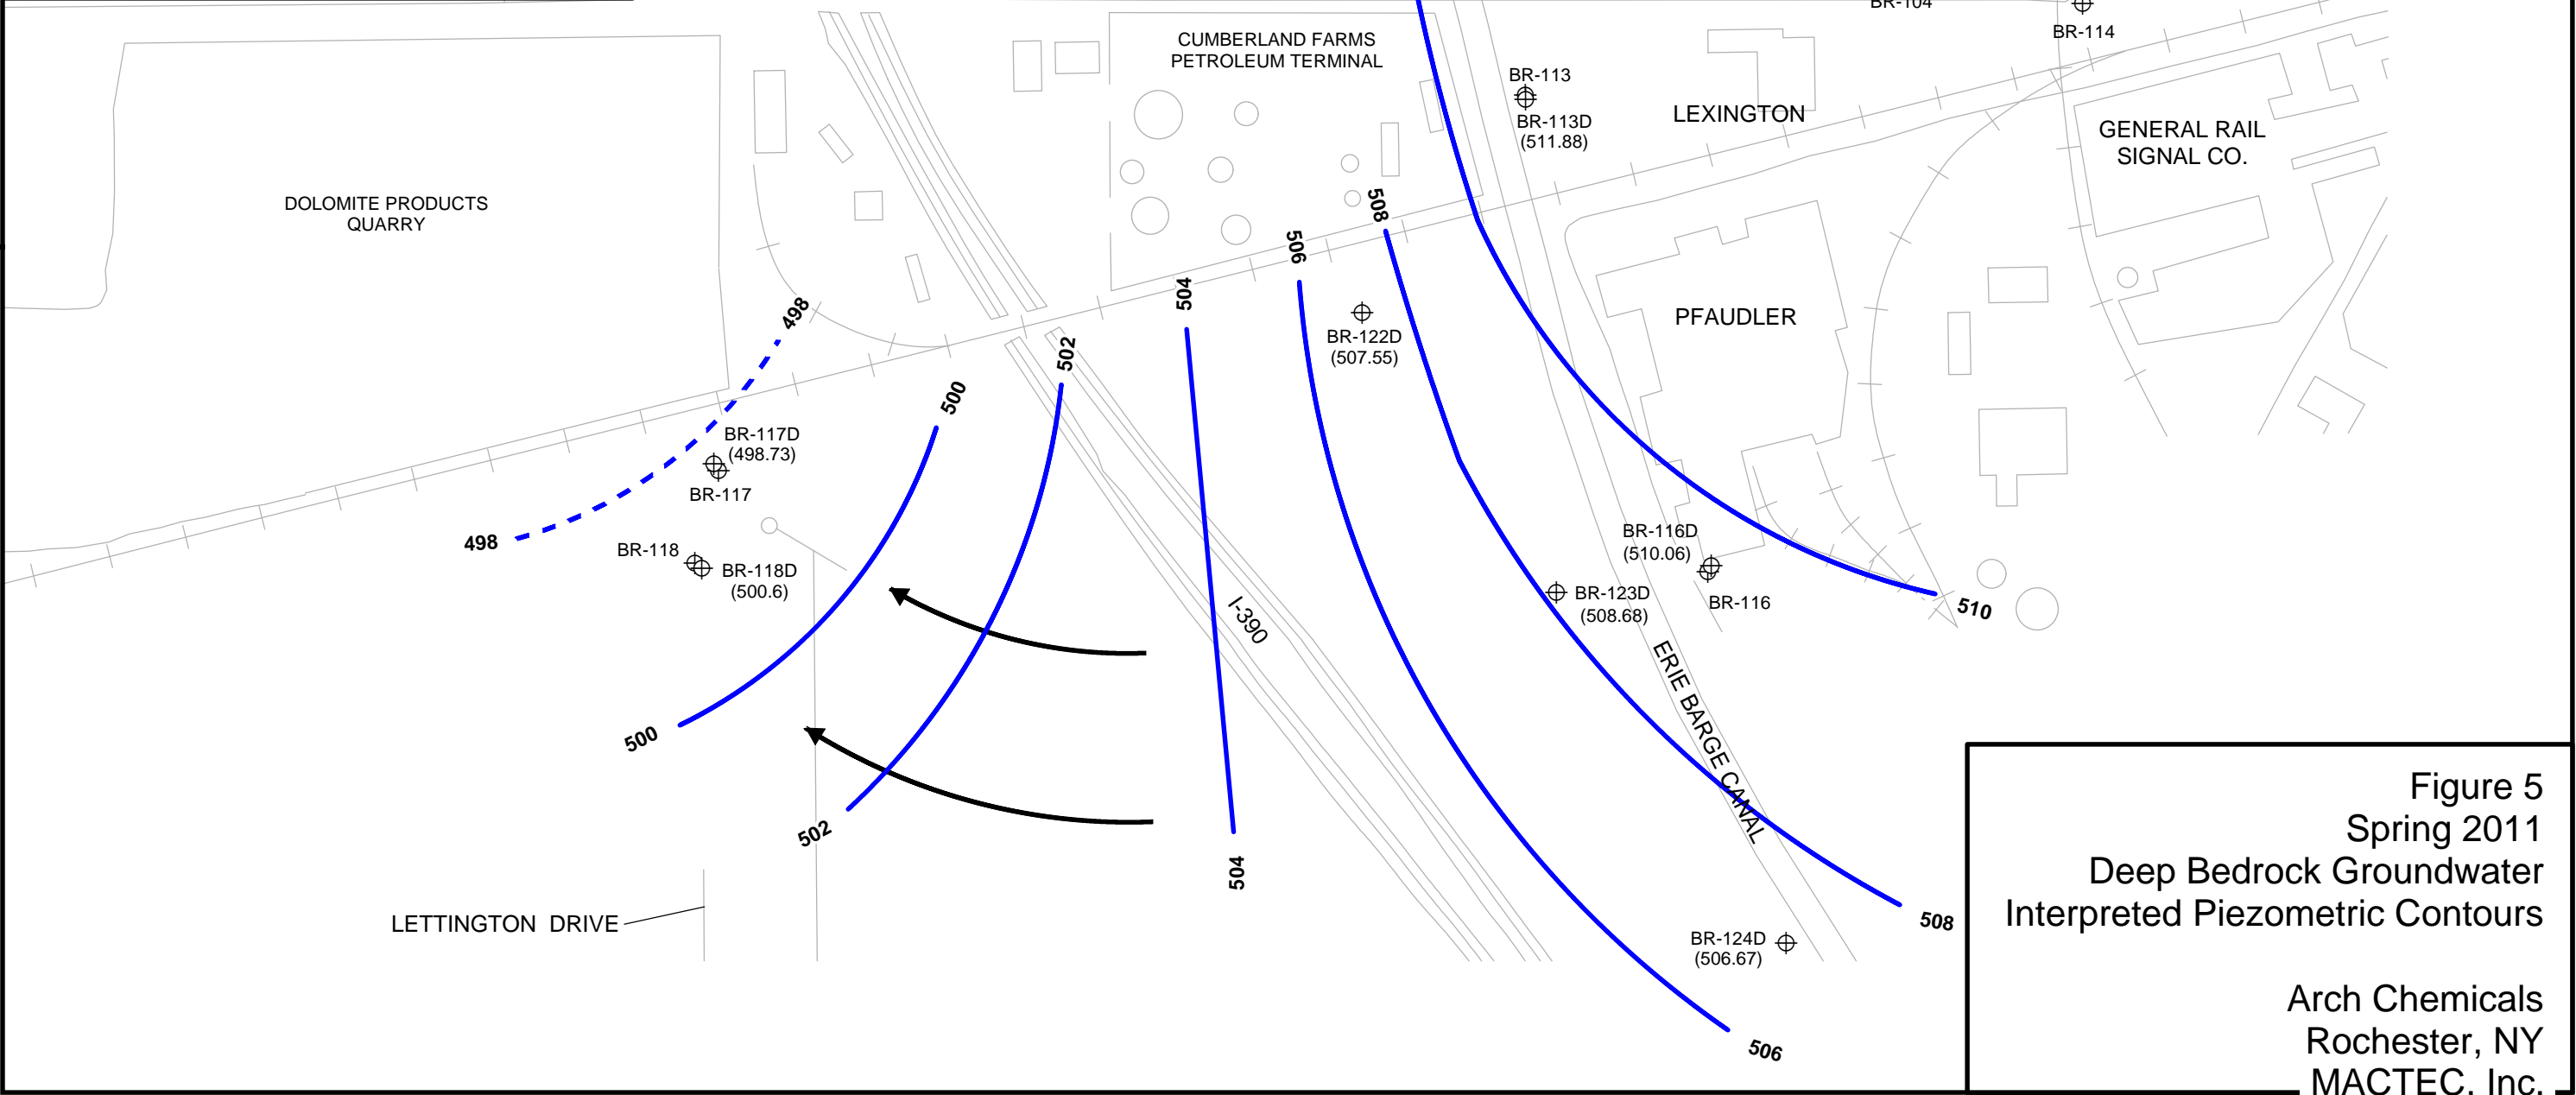 BR-104
BR-114
CUMBERLAND FARMS
PETROLEUM TERMINAL
BR-113
BR-113D
(511.88)
LEXINGTON
GENERAL RAIL
SIGNAL CO.
DOLOMITE PRODUCTS
QUARRY
508
506
504
498
502
500
BR-122D
(507.55)
PFAUDLER
BR-117D
(498.73)
BR-117
498
BR-118
BR-118D
(500.6)
BR-116D
(510.06)
BR-116
BR-123D
(508.68)
510
I-390
ERIE BARGE CANAL
500
502
504
LETTINGTON DRIVE
508
BR-124D
(506.67)
506
Figure 5
Spring 2011
Deep Bedrock Groundwater
Interpreted Piezometric Contours
Arch Chemicals
Rochester, NY
MACTEC, Inc.